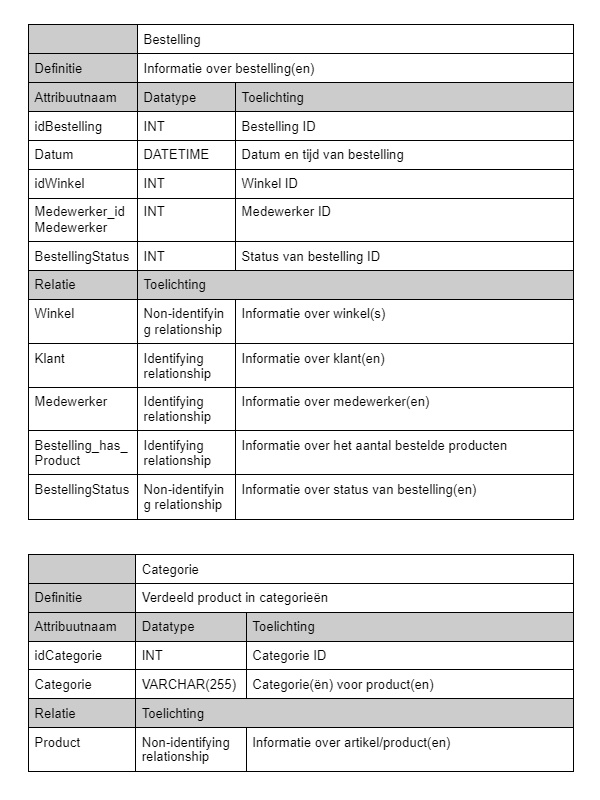 Bestelling
Definitie Informatie over bestelling(en)
Attribuutnaam Datatype Toelichting
idBestelling INT Bestelling ID
Datum DATETIME Datum en tijd van bestelling
idWinkel INT Winkel ID
Medewerker_id INT Medewerker ID
Medewerker
BestellingStatus INT Status van bestelling ID
Relatie Toelichting
Winkel Non-identifyin Informatie over winkel(s)
g relationship
Klant Identifying Informatie over klant(en)
relationship
Medewerker Identifying Informatie over medewerker(en)
relationship
Bestelling_has_ Identifying Informatie over het aantal bestelde producten
Product relationship
BestellingStatus Non-identifyin Informatie over status van bestelling(en)
g relationship
Categorie
Definitie Verdeeld product in categorieën
Attribuutnaam Datatype Toelichting
idCategorie INT Categorie ID
Categorie VARCHAR(255) Categorie(ën) voor product(en)
Relatie Toelichting
Product Non-identifying Informatie over artikel/product(en)
relationship